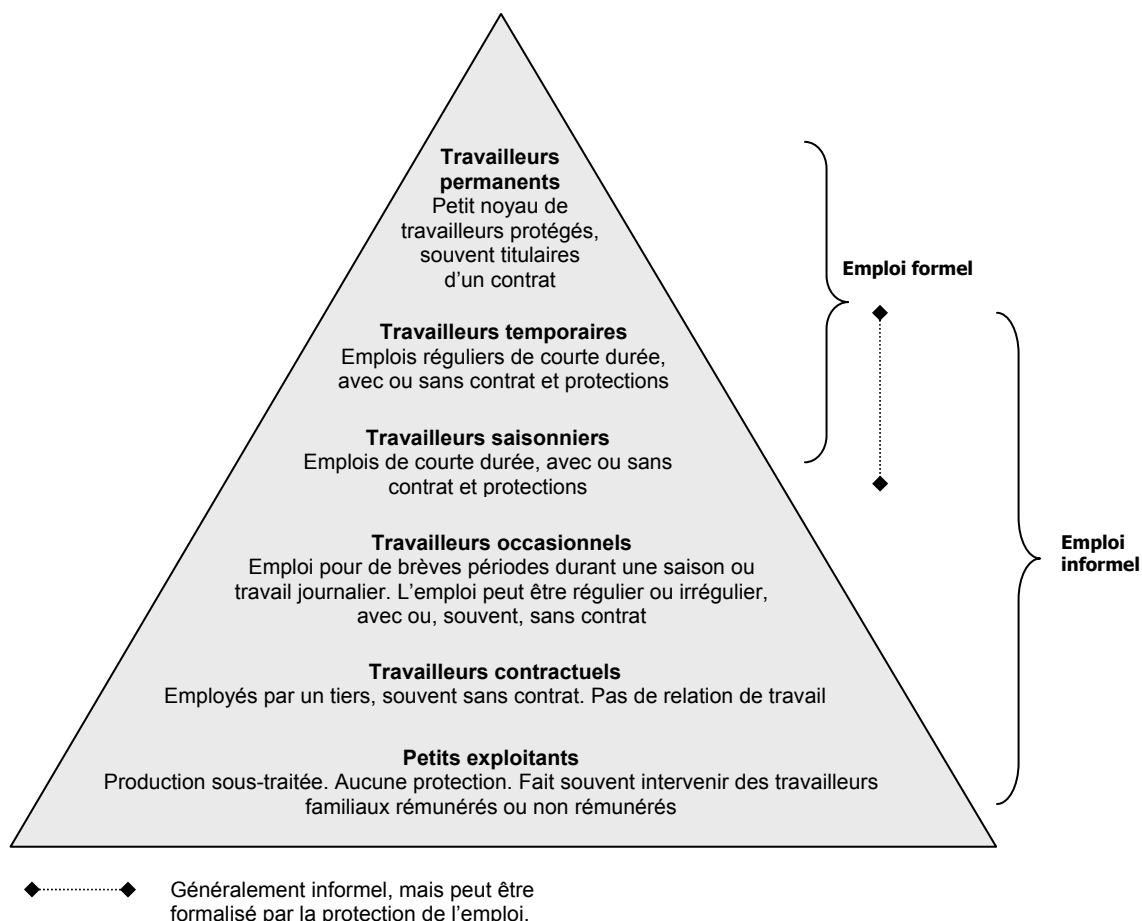 Travailleurs
permanents
Petit noyau de
travailleurs protégés,
souvent titulaires
d'un contrat
Emploi formel
Travailleurs temporaires
Emplois réguliers de courte durée,
avec ou sans contrat et protections
Travailleurs saisonniers
Emplois de courte durée, avec ou sans
contrat et protections
Travailleurs occasionnels
Emploi pour de brèves périodes durant une saison ou
travail journalier. L'emploi peut être régulier ou irrégulier,
avec ou, souvent, sans contrat
Emploi
informel
Travailleurs contractuels
Employés par un tiers, souvent sans contrat. Pas de relation de travail
Petits exploitants
Production sous-traitée. Aucune protection. Fait souvent intervenir des travailleurs
familiaux rémunérés ou non rémunérés
Généralement informel, mais peut être
formalisé par la protection de l'emploi.